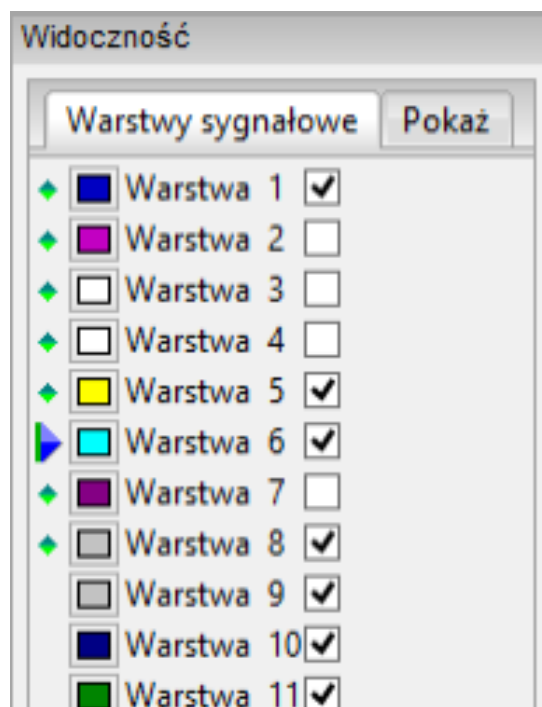 Widoczność
Warstwy sygnałowe Pokaż
Warstwa 1
Warstwa 2
Warstwa 3
Warstwa 4
Warstwa 5
Warstwa 6
Warstwa 7
Warstwa 8
Warstwa 9
Warstwa 10
Warstwa 11